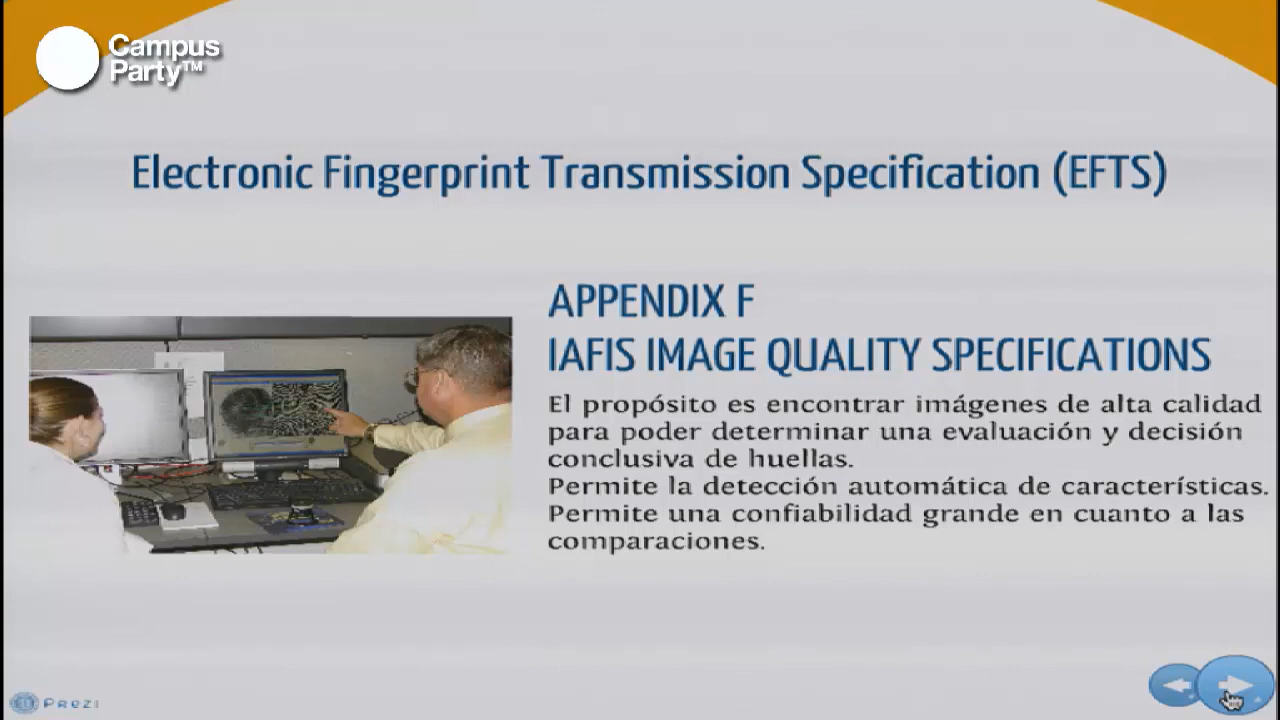 Campus
Party™
Electronic Fingerprint Transmission Specification (EFTS)
APPENDIX F
IAFIS IMAGE QUALITY SPECIFICATIONS
El propósito es encontrar imágenes de alta calidad
para poder determinar una evaluación y decisión
conclusiva de huellas.
Permite la detección automática de características.
Permite una confiabilidad grande en cuanto a las
comparaciones.
Prezi